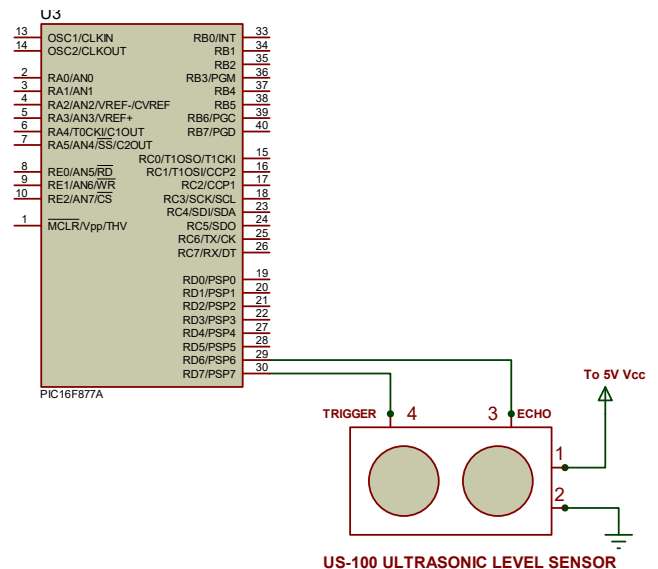 U3
13 OSC1/CLKIN RB0/INT 33
14 OSC2/CLKOUT RB1 34
RB2 35
2 RA0/AN0 RB3/PGM 36
3 RA1/AN1 RB4 37
4 RA2/AN2/VREF-/CVREF RB5 38
5 RA3/AN3/VREF+ RB6/PGC 39
6 RA4/T0CKI/C1OUT RB7/PGD 40
7 RA5/AN4/SS/C2OUT
RC0/T1OSO/T1CKI 15
8 RE0/AN5/RD RC1/T1OSI/CCP2 16
9 RE1/AN6/WR RC2/CCP1 17
10 RE2/AN7/CS RC3/SCK/SCL 18
RC4/SDI/SDA 23
1 MCLR/Vpp/THV RC5/SDO 24
RC6/TX/CK 25
RC7/RX/DT 26
RD0/PSP0 19
RD1/PSP1 20
RD2/PSP2 21
RD3/PSP3 22
RD4/PSP4 27
RD5/PSP5 28
RD6/PSP6 29
RD7/PSP7 30
PIC16F877A
To 5V Vcc
TRIGGER 4 3 ECHO
1
2
US-100 ULTRASONIC LEVEL SENSOR